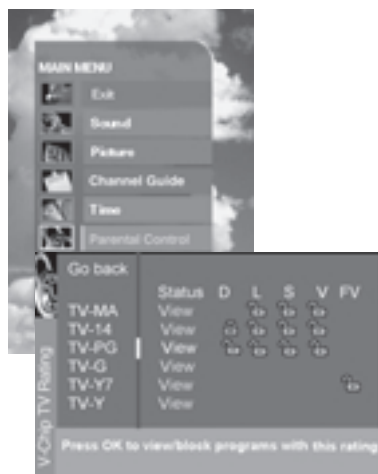 MAIN MENU
Exit
Sound
Picture
Channel Guide
Time
Parental Control
Go back
Status D L S V FV
TV-MA View
TV-14 View
TV-PG View
TV-G View
TV-Y7 View
TV-Y View
V-Chip TV Rating
Press OK to view/block programs with this rating